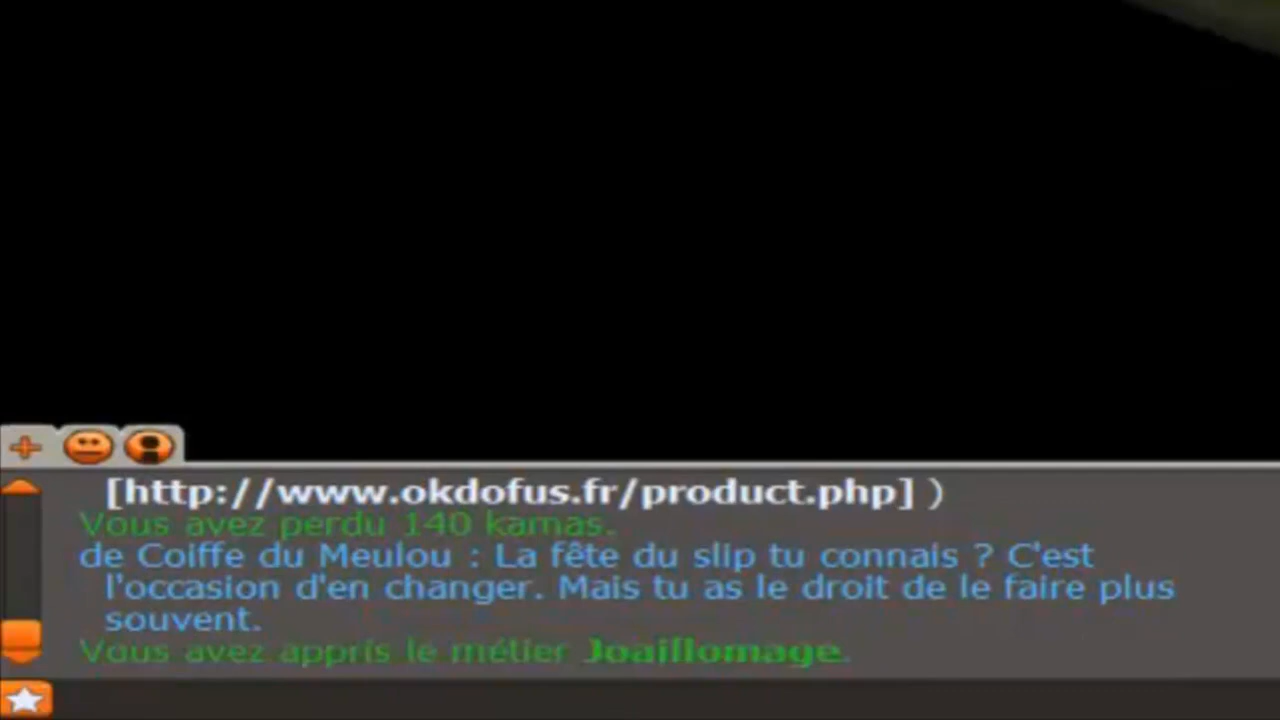 [http://www.okdofus.fr/product.php] )
Vous avez perdu 140 kamas.
de Coiffe du Meulou : La fête du slip tu connais ? C'est
l'occasion d'en changer. Mais tu as le droit de le faire plus
souvent.
Vous avez appris le métier Joaillomage.